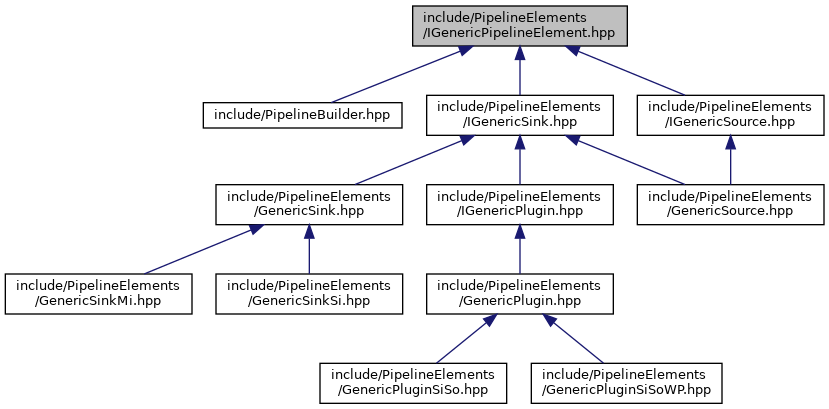 include/PipelineElements
/IGenericPipelineElement.hpp
include/PipelineBuilder.hpp
include/PipelineElements
/IGenericSink.hpp
include/PipelineElements
/IGenericSource.hpp
include/PipelineElements
/GenericSink.hpp
include/PipelineElements
/IGenericPlugin.hpp
include/PipelineElements
/GenericSource.hpp
include/PipelineElements
/GenericSinkMi.hpp
include/PipelineElements
/GenericSinkSi.hpp
include/PipelineElements
/GenericPlugin.hpp
include/PipelineElements
/GenericPluginSiSo.hpp
include/PipelineElements
/GenericPluginSiSoWP.hpp